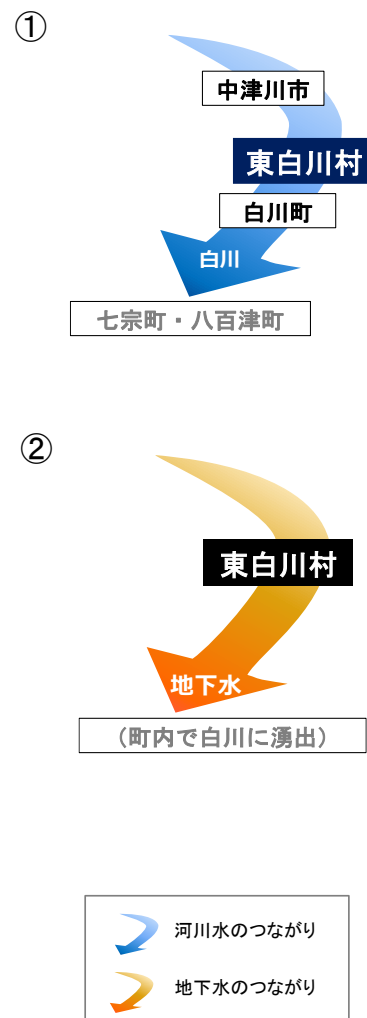 ①
中津川市
東白川村
白川町
白川
七宗町・八百津町
②
東白川村
地下水
（町内で白川に湧出）
河川水のつながり
地下水のつながり